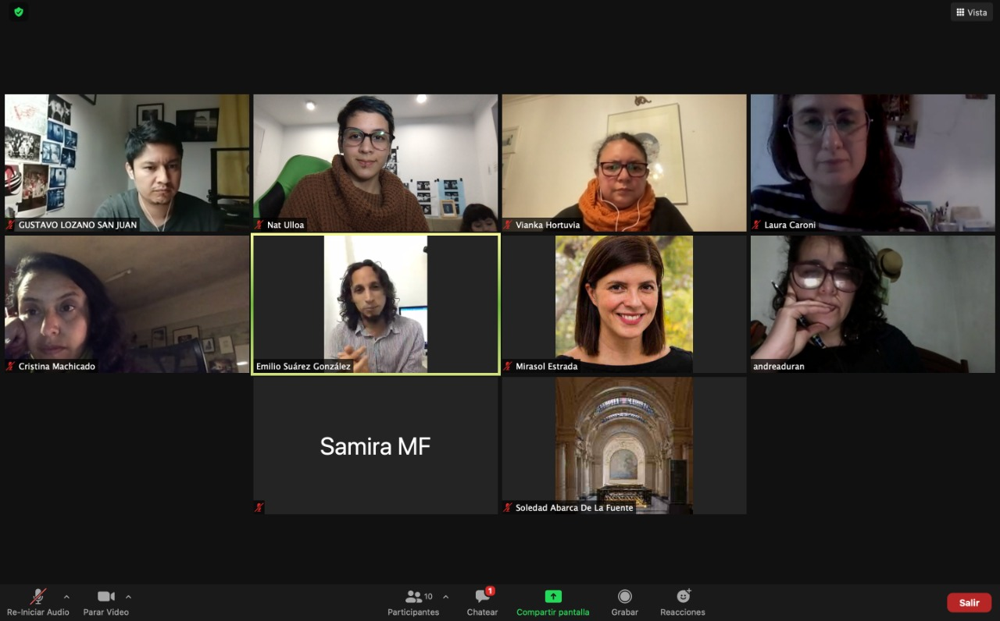 Vista
GUSTAVO LOZANO SAN JUAN
Nat Ulloa
Vianka Hortuvia
Laura Caroni
Cristina Machicado
Emilio Suárez González
Mirasol Estrada
andreaduran
Samira MF
Soledad Abarca De La Fuente
Re-Iniciar Audio
Parar Video
Participantes
10
Chatear
1
Compartir pantalla
Grabar
Reacciones
Salir